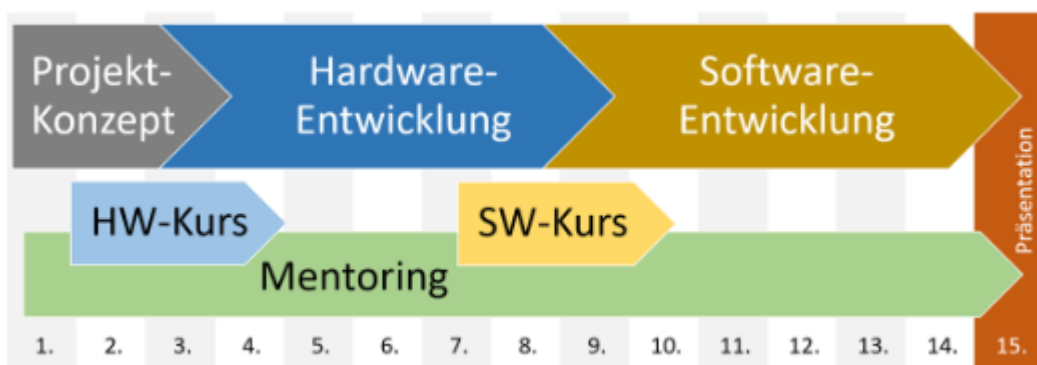 Projekt-
Konzept
Hardware-
Entwicklung
Software-
Entwicklung
Präsentation
HW-Kurs
SW-Kurs
Mentoring
1. 2. 3. 4. 5. 6. 7. 8. 9. 10. 11. 12. 13. 14. 15.